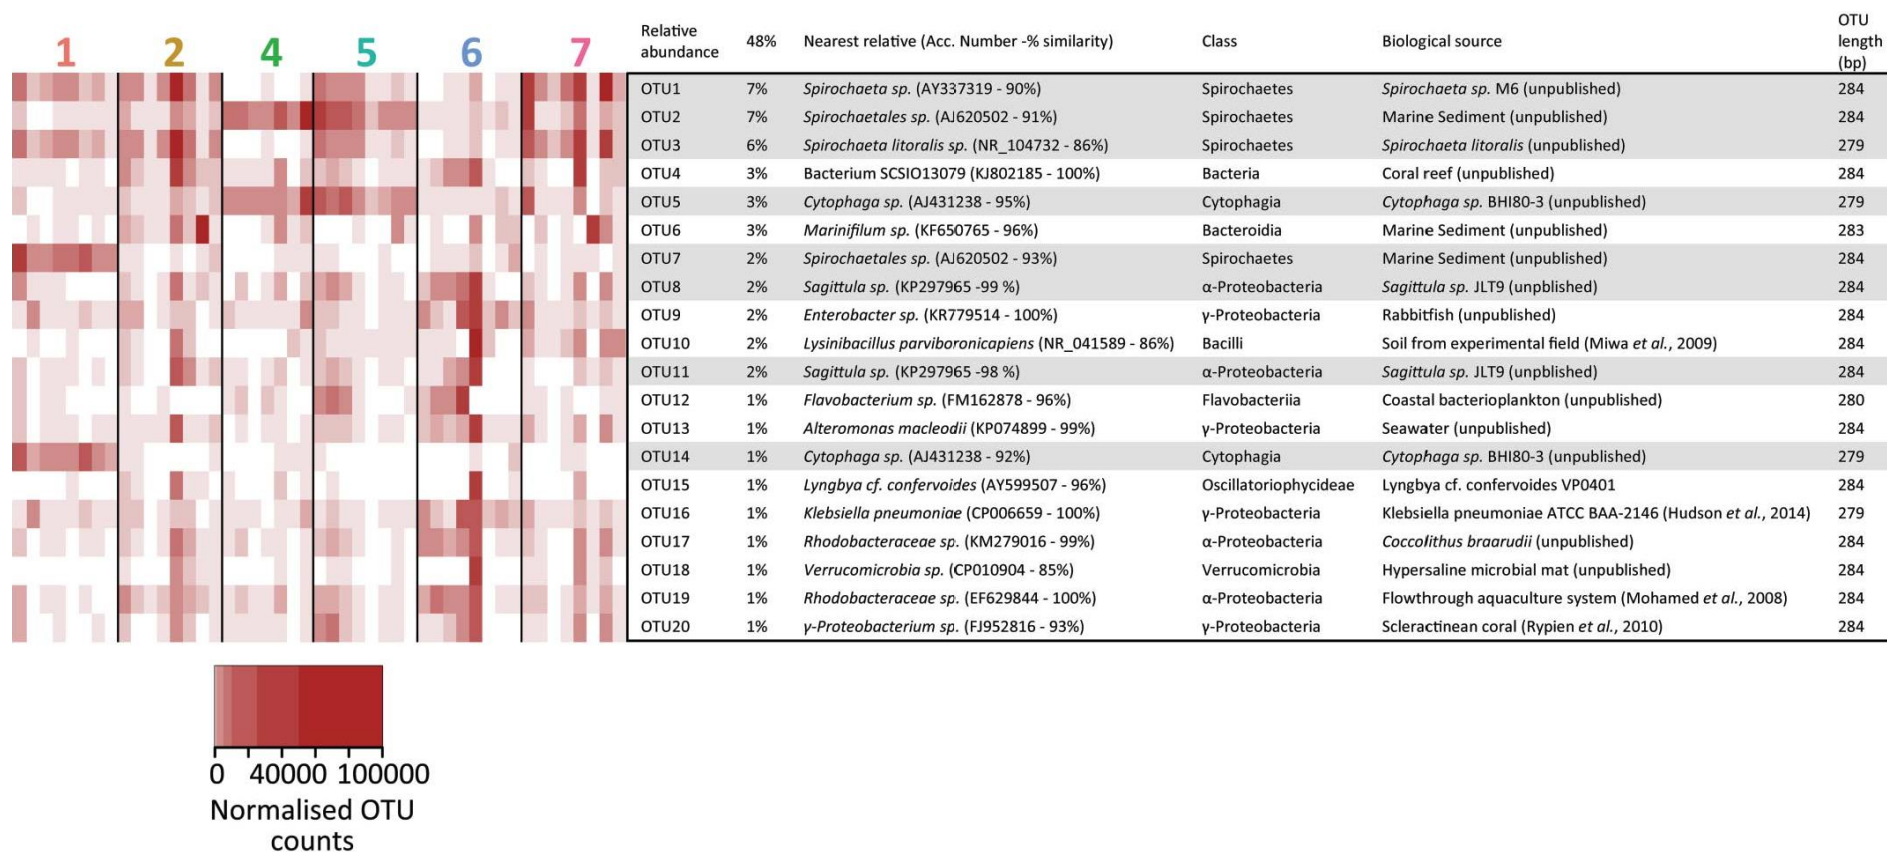 1 2 4 5 6 7
Relative abundance 48% Nearest relative (Acc. Number -% similarity) Class Biological source OTU length (bp)
OTU1 7% Spirochaeta sp. (AY337319 - 90%) Spirochaetes Spirochaeta sp. M6 (unpublished) 284
OTU2 7% Spirochaetales sp. (AJ620502 - 91%) Spirochaetes Marine Sediment (unpublished) 284
OTU3 6% Spirochaeta litoralis sp. (NR_104732 - 86%) Spirochaetes Spirochaeta litoralis (unpublished) 279
OTU4 3% Bacterium SCSIO13079 (KJ802185 - 100%) Bacteria Coral reef (unpublished) 284
OTU5 3% Cytophaga sp. (AJ431238 - 95%) Cytophagia Cytophaga sp. BHI80-3 (unpublished) 279
OTU6 3% Marinifilum sp. (KF650765 - 96%) Bacteroidia Marine Sediment (unpublished) 283
OTU7 2% Spirochaetales sp. (AJ620502 - 93%) Spirochaetes Marine Sediment (unpublished) 284
OTU8 2% Sagittula sp. (KP297965 -99 %) α-Proteobacteria Sagittula sp. JLT9 (unpblished) 284
OTU9 2% Enterobacter sp. (KR779514 - 100%) γ-Proteobacteria Rabbitfish (unpublished) 284
OTU10 2% Lysinibacillus parviboronicapiens (NR_041589 - 86%) Bacilli Soil from experimental field (Miwa et al., 2009) 284
OTU11 2% Sagittula sp. (KP297965 -98 %) α-Proteobacteria Sagittula sp. JLT9 (unpblished) 284
OTU12 1% Flavobacterium sp. (FM162878 - 96%) Flavobacteriia Coastal bacterioplankton (unpublished) 280
OTU13 1% Alteromonas macleodii (KP074899 - 99%) γ-Proteobacteria Seawater (unpublished) 284
OTU14 1% Cytophaga sp. (AJ431238 - 92%) Cytophagia Cytophaga sp. BHI80-3 (unpublished) 279
OTU15 1% Lyngbya cf. confervoides (AY599507 - 96%) Oscillatoriophycideae Lyngbya cf. confervoides VP0401 284
OTU16 1% Klebsiella pneumoniae (CP006659 - 100%) γ-Proteobacteria Klebsiella pneumoniae ATCC BAA-2146 (Hudson et al., 2014) 279
OTU17 1% Rhodobacteraceae sp. (KM279016 - 99%) α-Proteobacteria Coccolithus braarudii (unpublished) 284
OTU18 1% Verrucomicrobia sp. (CP010904 - 85%) Verrucomicrobia Hypersaline microbial mat (unpublished) 284
OTU19 1% Rhodobacteraceae sp. (EF629844 - 100%) α-Proteobacteria Flowthrough aquaculture system (Mohamed et al., 2008) 284
OTU20 1% γ-Proteobacterium sp. (FJ952816 - 93%) γ-Proteobacteria Scleractinean coral (Rypien et al., 2010) 284
0 40000 100000
Normalised OTU
counts